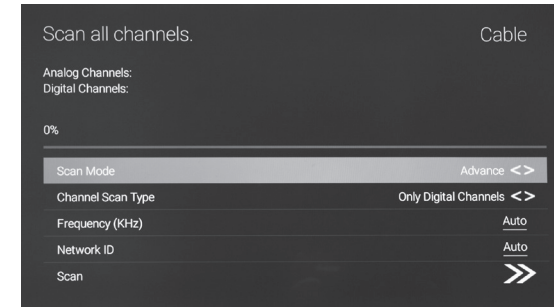 Scan all channels. Cable
Analog Channels:
Digital Channels:
0%
Scan Mode Advance <>
Channel Scan Type Only Digital Channels <>
Frequency (KHz) Auto
Network ID Auto
Scan